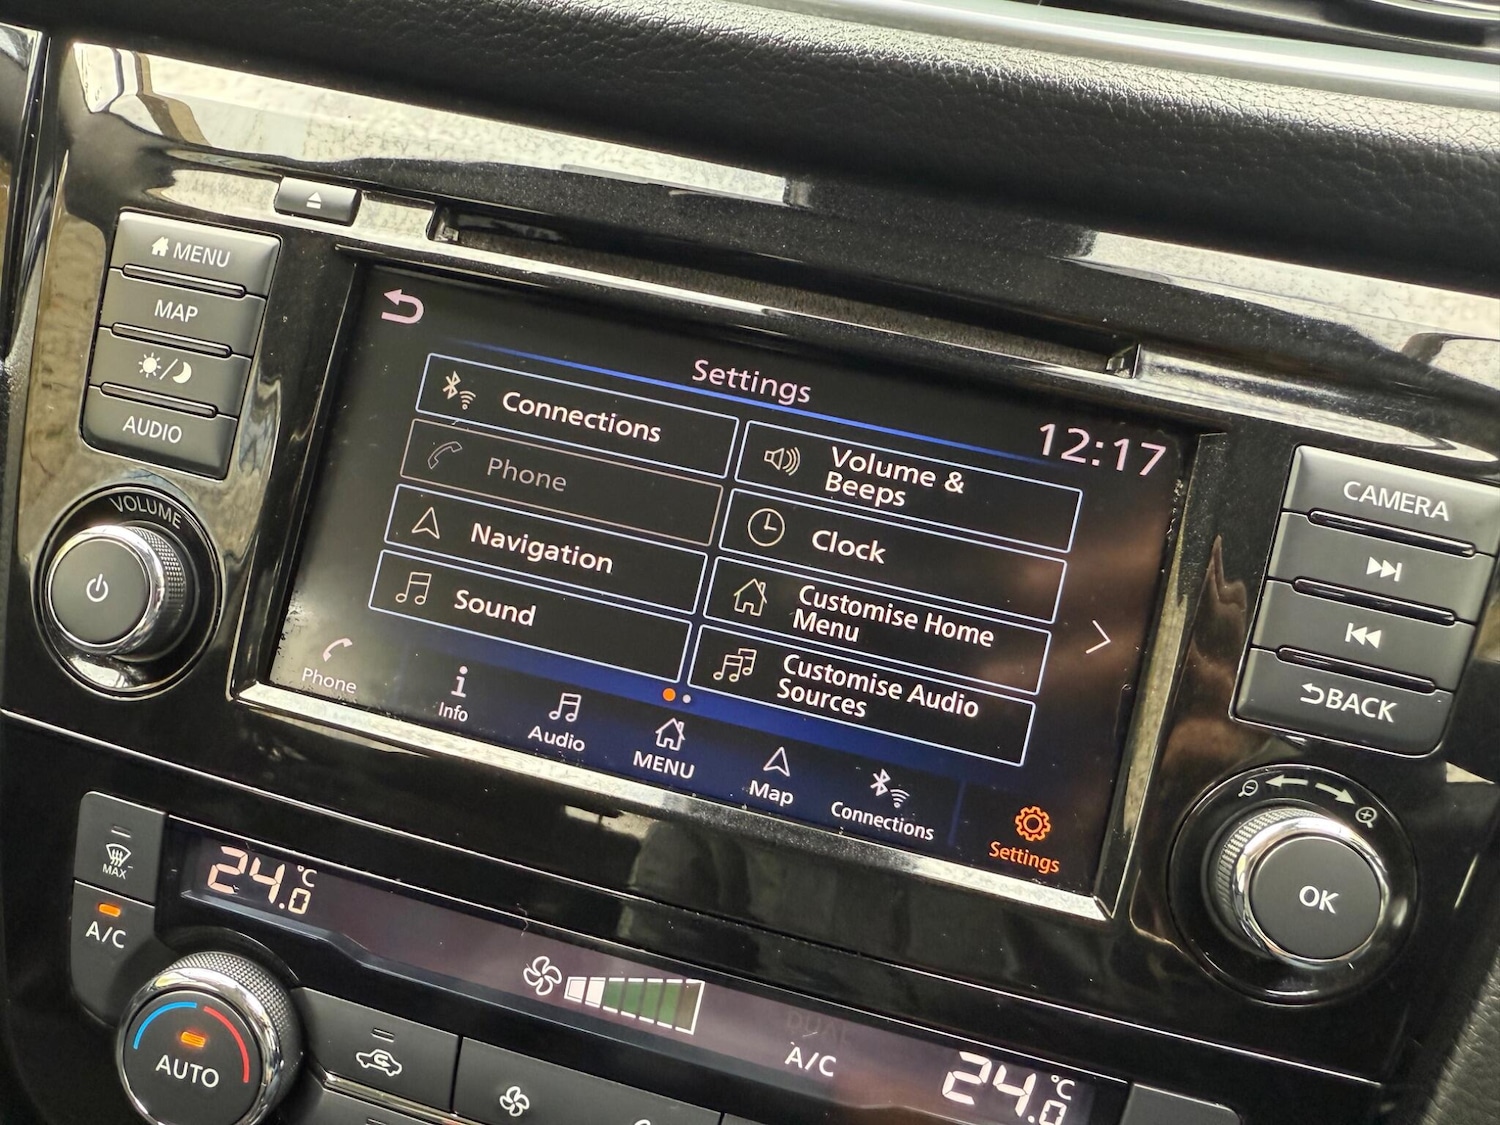 MENU
MAP
AUDIO
VOLUME
Settings
12:17
Connections
Phone
Navigation
Sound
Volume &
Beeps
Clock
Customise Home
Menu
Customise Audio
Sources
Phone
Info
Audio
MENU
Map
Connections
Settings
CAMERA
BACK
OK
MAX
A/C
24.0°C
AUTO
DUAL
A/C
24.0°C